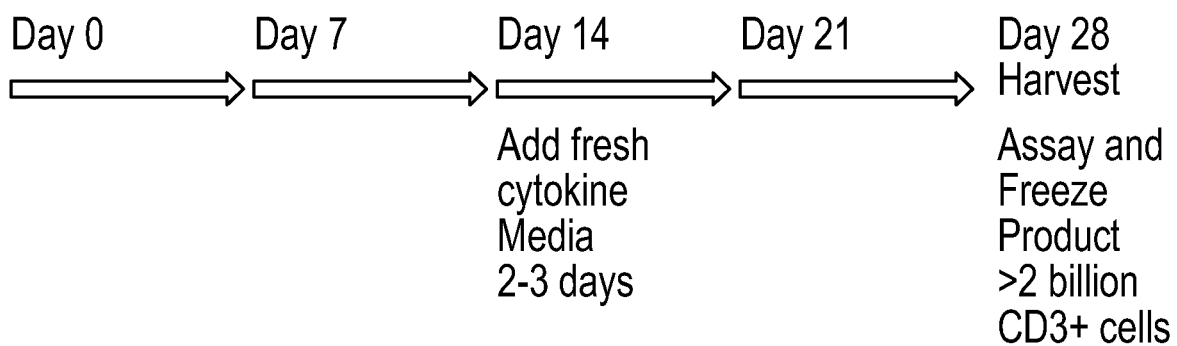 Day 0
Day 7
Day 14
Day 21
Day 28
Harvest
Add fresh
cytokine
Media
2-3 days
Assay and
Freeze
Product
>2 billion
CD3+ cells